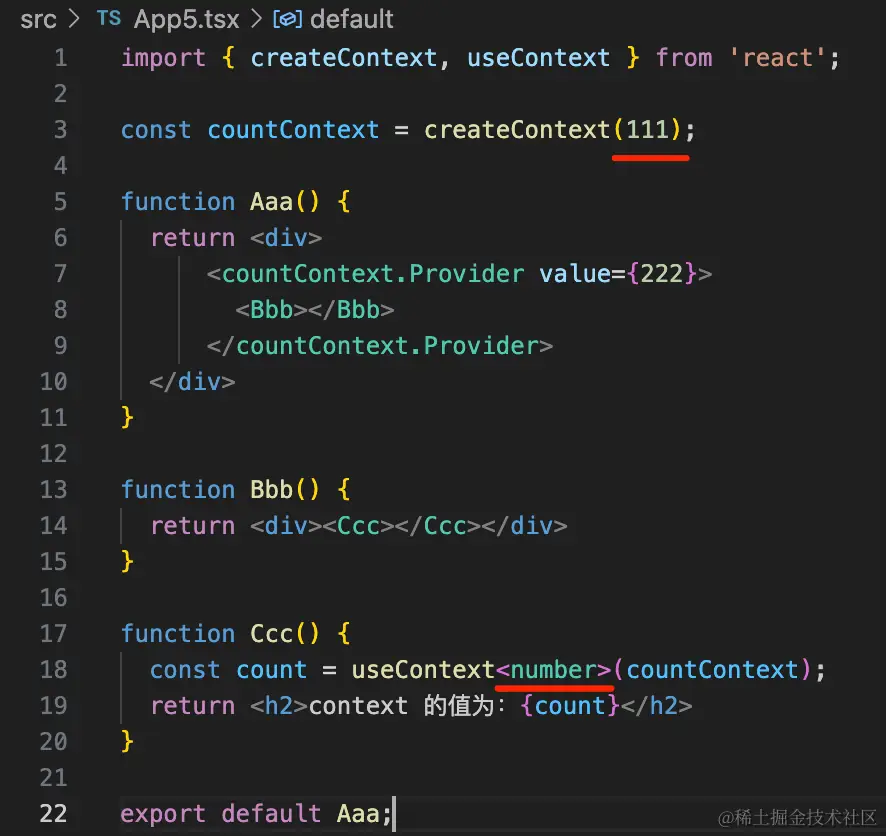 src > TS App5.tsx > default
1 import { createContext, useContext } from 'react';
2
3 const countContext = createContext(111);
4
5 function Aaa() {
6   return <div>
7       <countContext.Provider value={222}>
8         <Bbb></Bbb>
9       </countContext.Provider>
10   </div>
11 }
12
13 function Bbb() {
14   return <div><Ccc></Ccc></div>
15 }
16
17 function Ccc() {
18   const count = useContext<number>(countContext);
19   return <h2>context 的值为：{count}</h2>
20 }
21
22 export default Aaa;
@稀土掘金技术社区